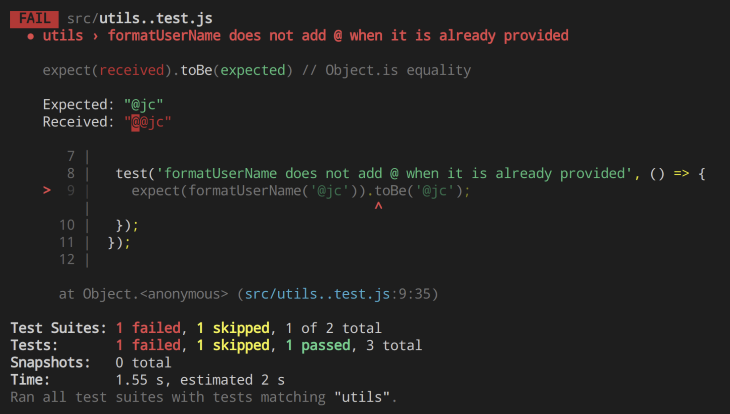 FAIL src/utils..test.js
● utils › formatUserName does not add @ when it is already provided
expect(received).toBe(expected) // Object.is equality
Expected: "@jc"
Received: "@@jc"
7 |
8 | test('formatUserName does not add @ when it is already provided', () => {
> 9 | expect(formatUserName('@jc')).toBe('@jc');
| ^
10 | });
11 | });
12 |
at Object.<anonymous> (src/utils..test.js:9:35)
Test Suites: 1 failed, 1 skipped, 1 of 2 total
Tests: 1 failed, 1 skipped, 1 passed, 3 total
Snapshots: 0 total
Time: 1.55 s, estimated 2 s
Ran all test suites with tests matching "utils".